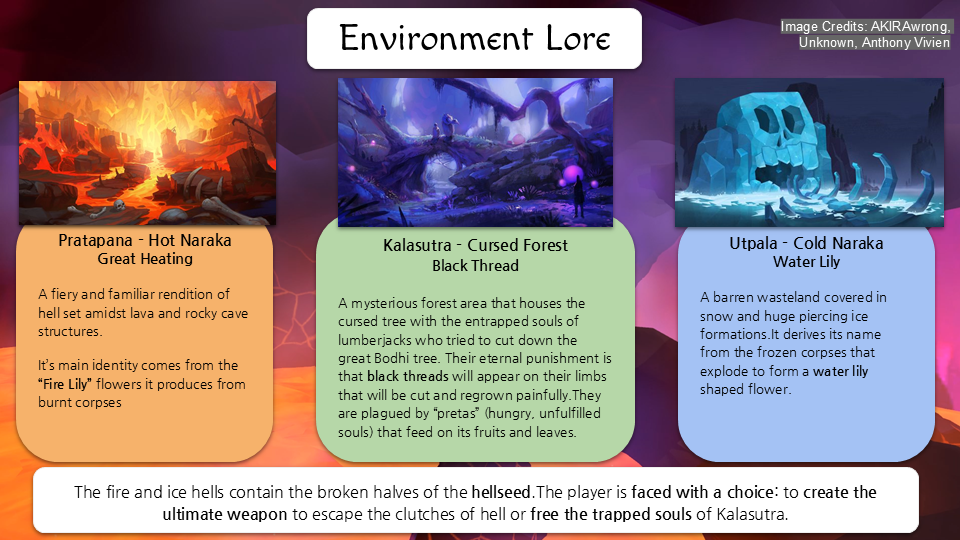 Environment Lore
Image Credits: AKIRAwrong,
Unknown, Anthony Vivien
Pratapana - Hot Naraka
Great Heating
A fiery and familiar rendition of
hell set amidst lava and rocky cave
structures.
It's main identity comes from the
“Fire Lily” flowers it produces from
burnt corpses
Kalasutra - Cursed Forest
Black Thread
A mysterious forest area that houses the
cursed tree with the entrapped souls of
lumberjacks who tried to cut down the
great Bodhi tree. Their eternal punishment is
that black threads will appear on their limbs
that will be cut and regrown painfully.They
are plagued by “pretas” (hungry, unfulfilled
souls) that feed on its fruits and leaves.
Utpala - Cold Naraka
Water Lily
A barren wasteland covered in
snow and huge piercing ice
formations.It derives its name
from the frozen corpses that
explode to form a water lily
shaped flower.
The fire and ice hells contain the broken halves of the hellseed.The player is faced with a choice: to create the
ultimate weapon to escape the clutches of hell or free the trapped souls of Kalasutra.